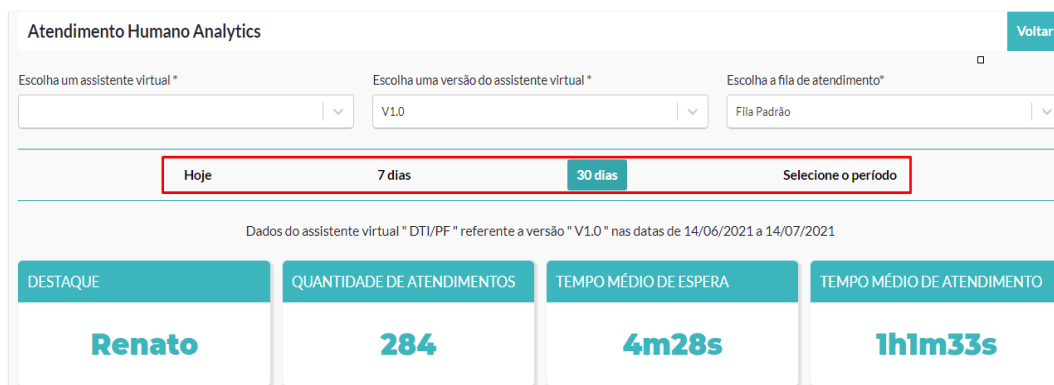 Atendimento Humano Analytics
Voltar
Escolha um assistente virtual *
Escolha uma versão do assistente virtual *
Escolha a fila de atendimento*
V1.0
Fila Padrão
Hoje
7 dias
30 dias
Selecione o período
Dados do assistente virtual " DTI/PF " referente a versão " V1.0 " nas datas de 14/06/2021 a 14/07/2021
DESTAQUE
QUANTIDADE DE ATENDIMENTOS
TEMPO MÉDIO DE ESPERA
TEMPO MÉDIO DE ATENDIMENTO
Renato
284
4m28s
1h1m33s